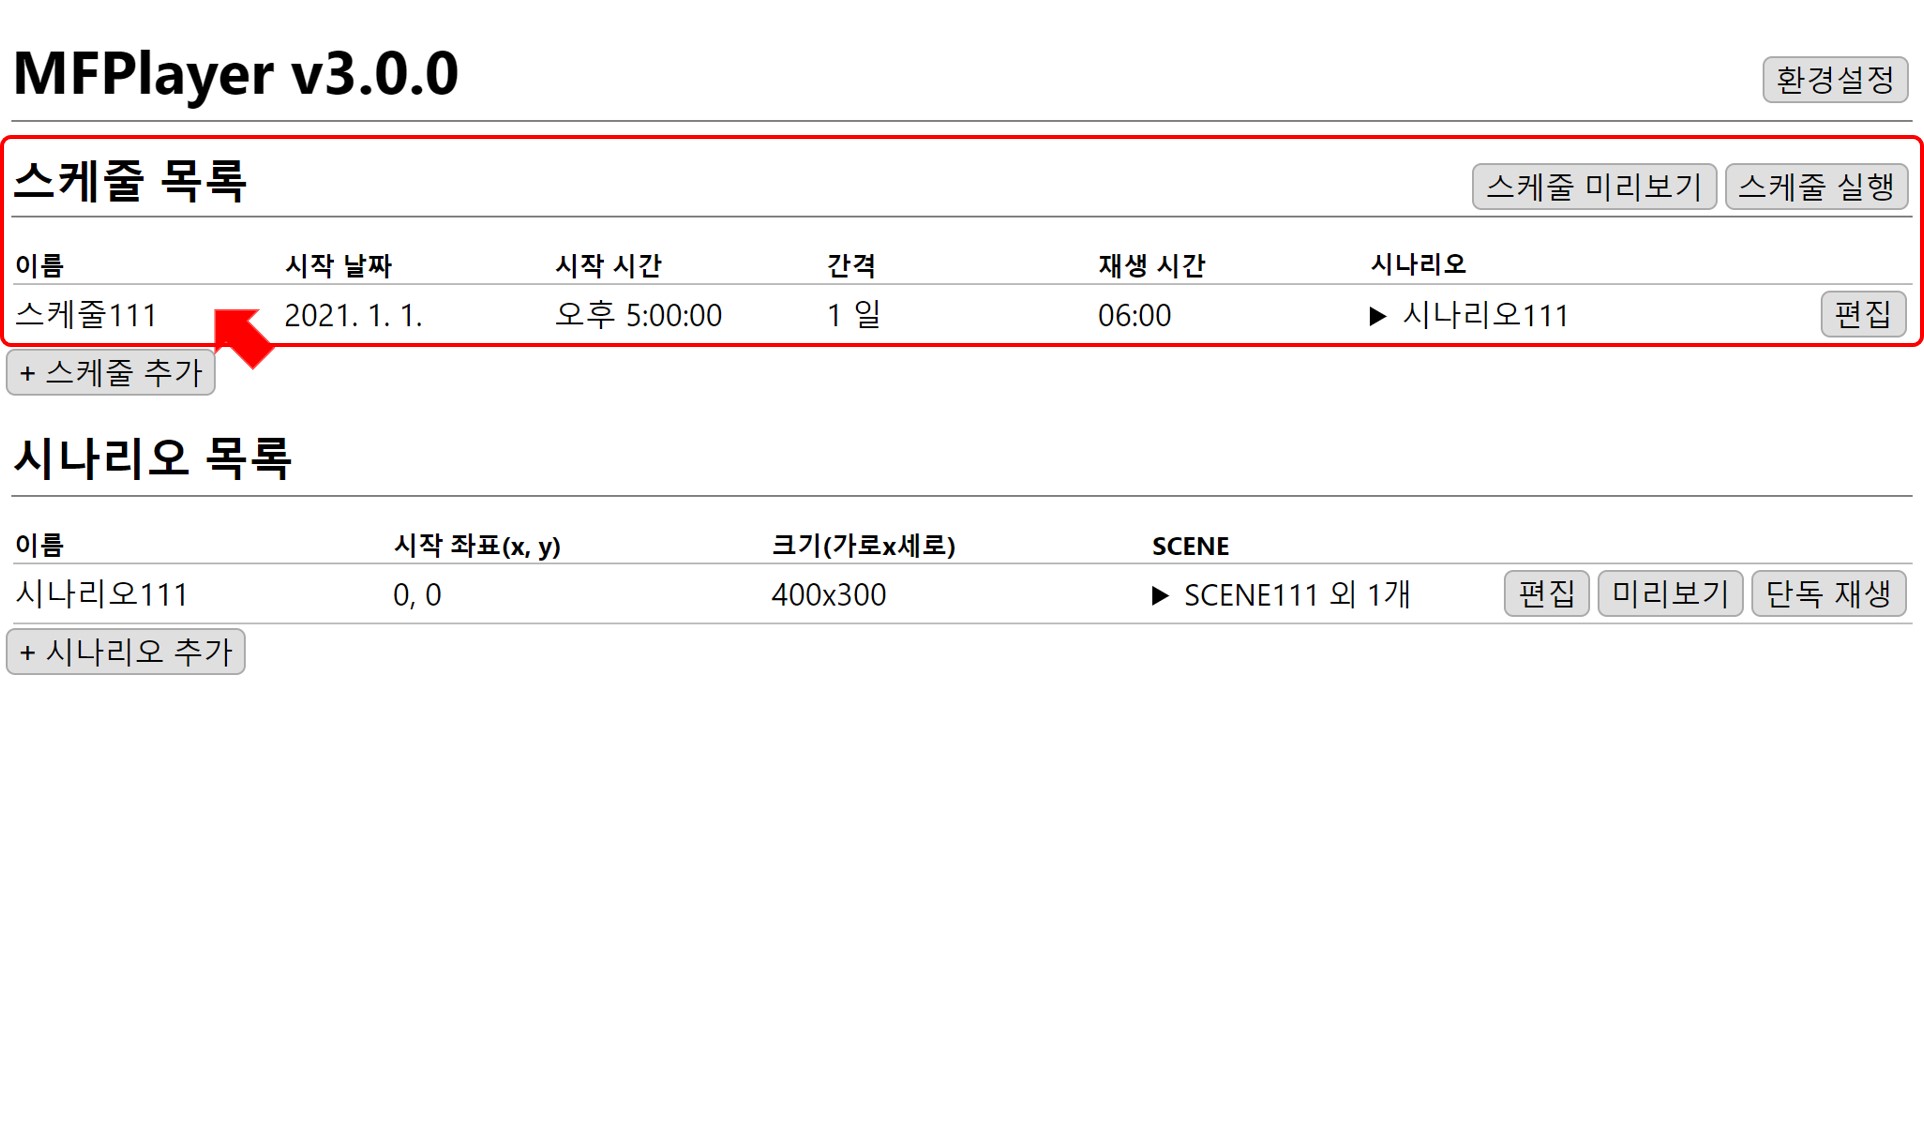 MFPlayer v3.0.0 환경설정
스케줄 목록 스케줄 미리보기 스케줄 실행
이름 시작 날짜 시작 시간 간격 재생 시간 시나리오
스케줄111 2021. 1. 1. 오후 5:00:00 1 일 06:00 ▶ 시나리오111 편집
+ 스케줄 추가
시나리오 목록
이름 시작 좌표(x, y) 크기(가로x세로) SCENE
시나리오111 0, 0 400x300 ▶ SCENE111 외 1개 편집 미리보기 단독 재생
+ 시나리오 추가